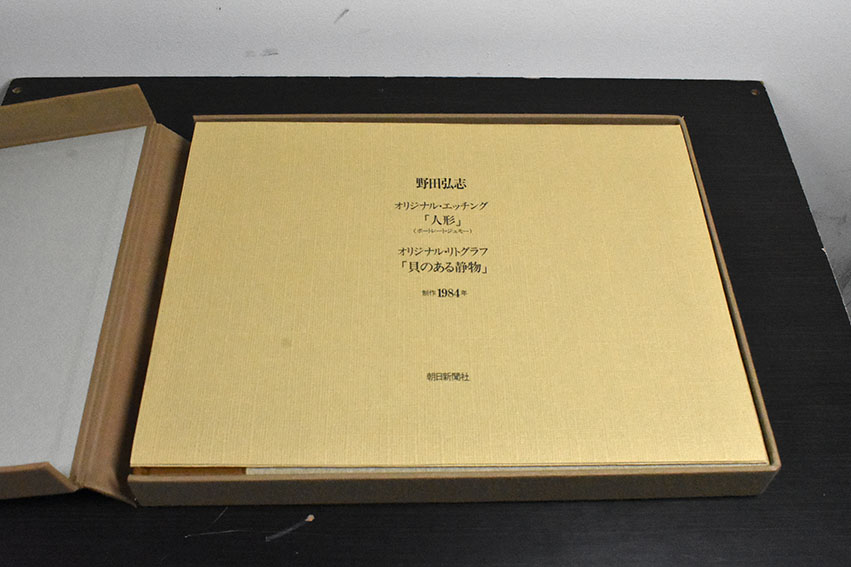 野田弘志
オリジナル・エッチング
「人形」
(ポートレート・ジュモー)
オリジナル・リトグラフ
「貝のある静物」
制作1984年
朝日新聞社